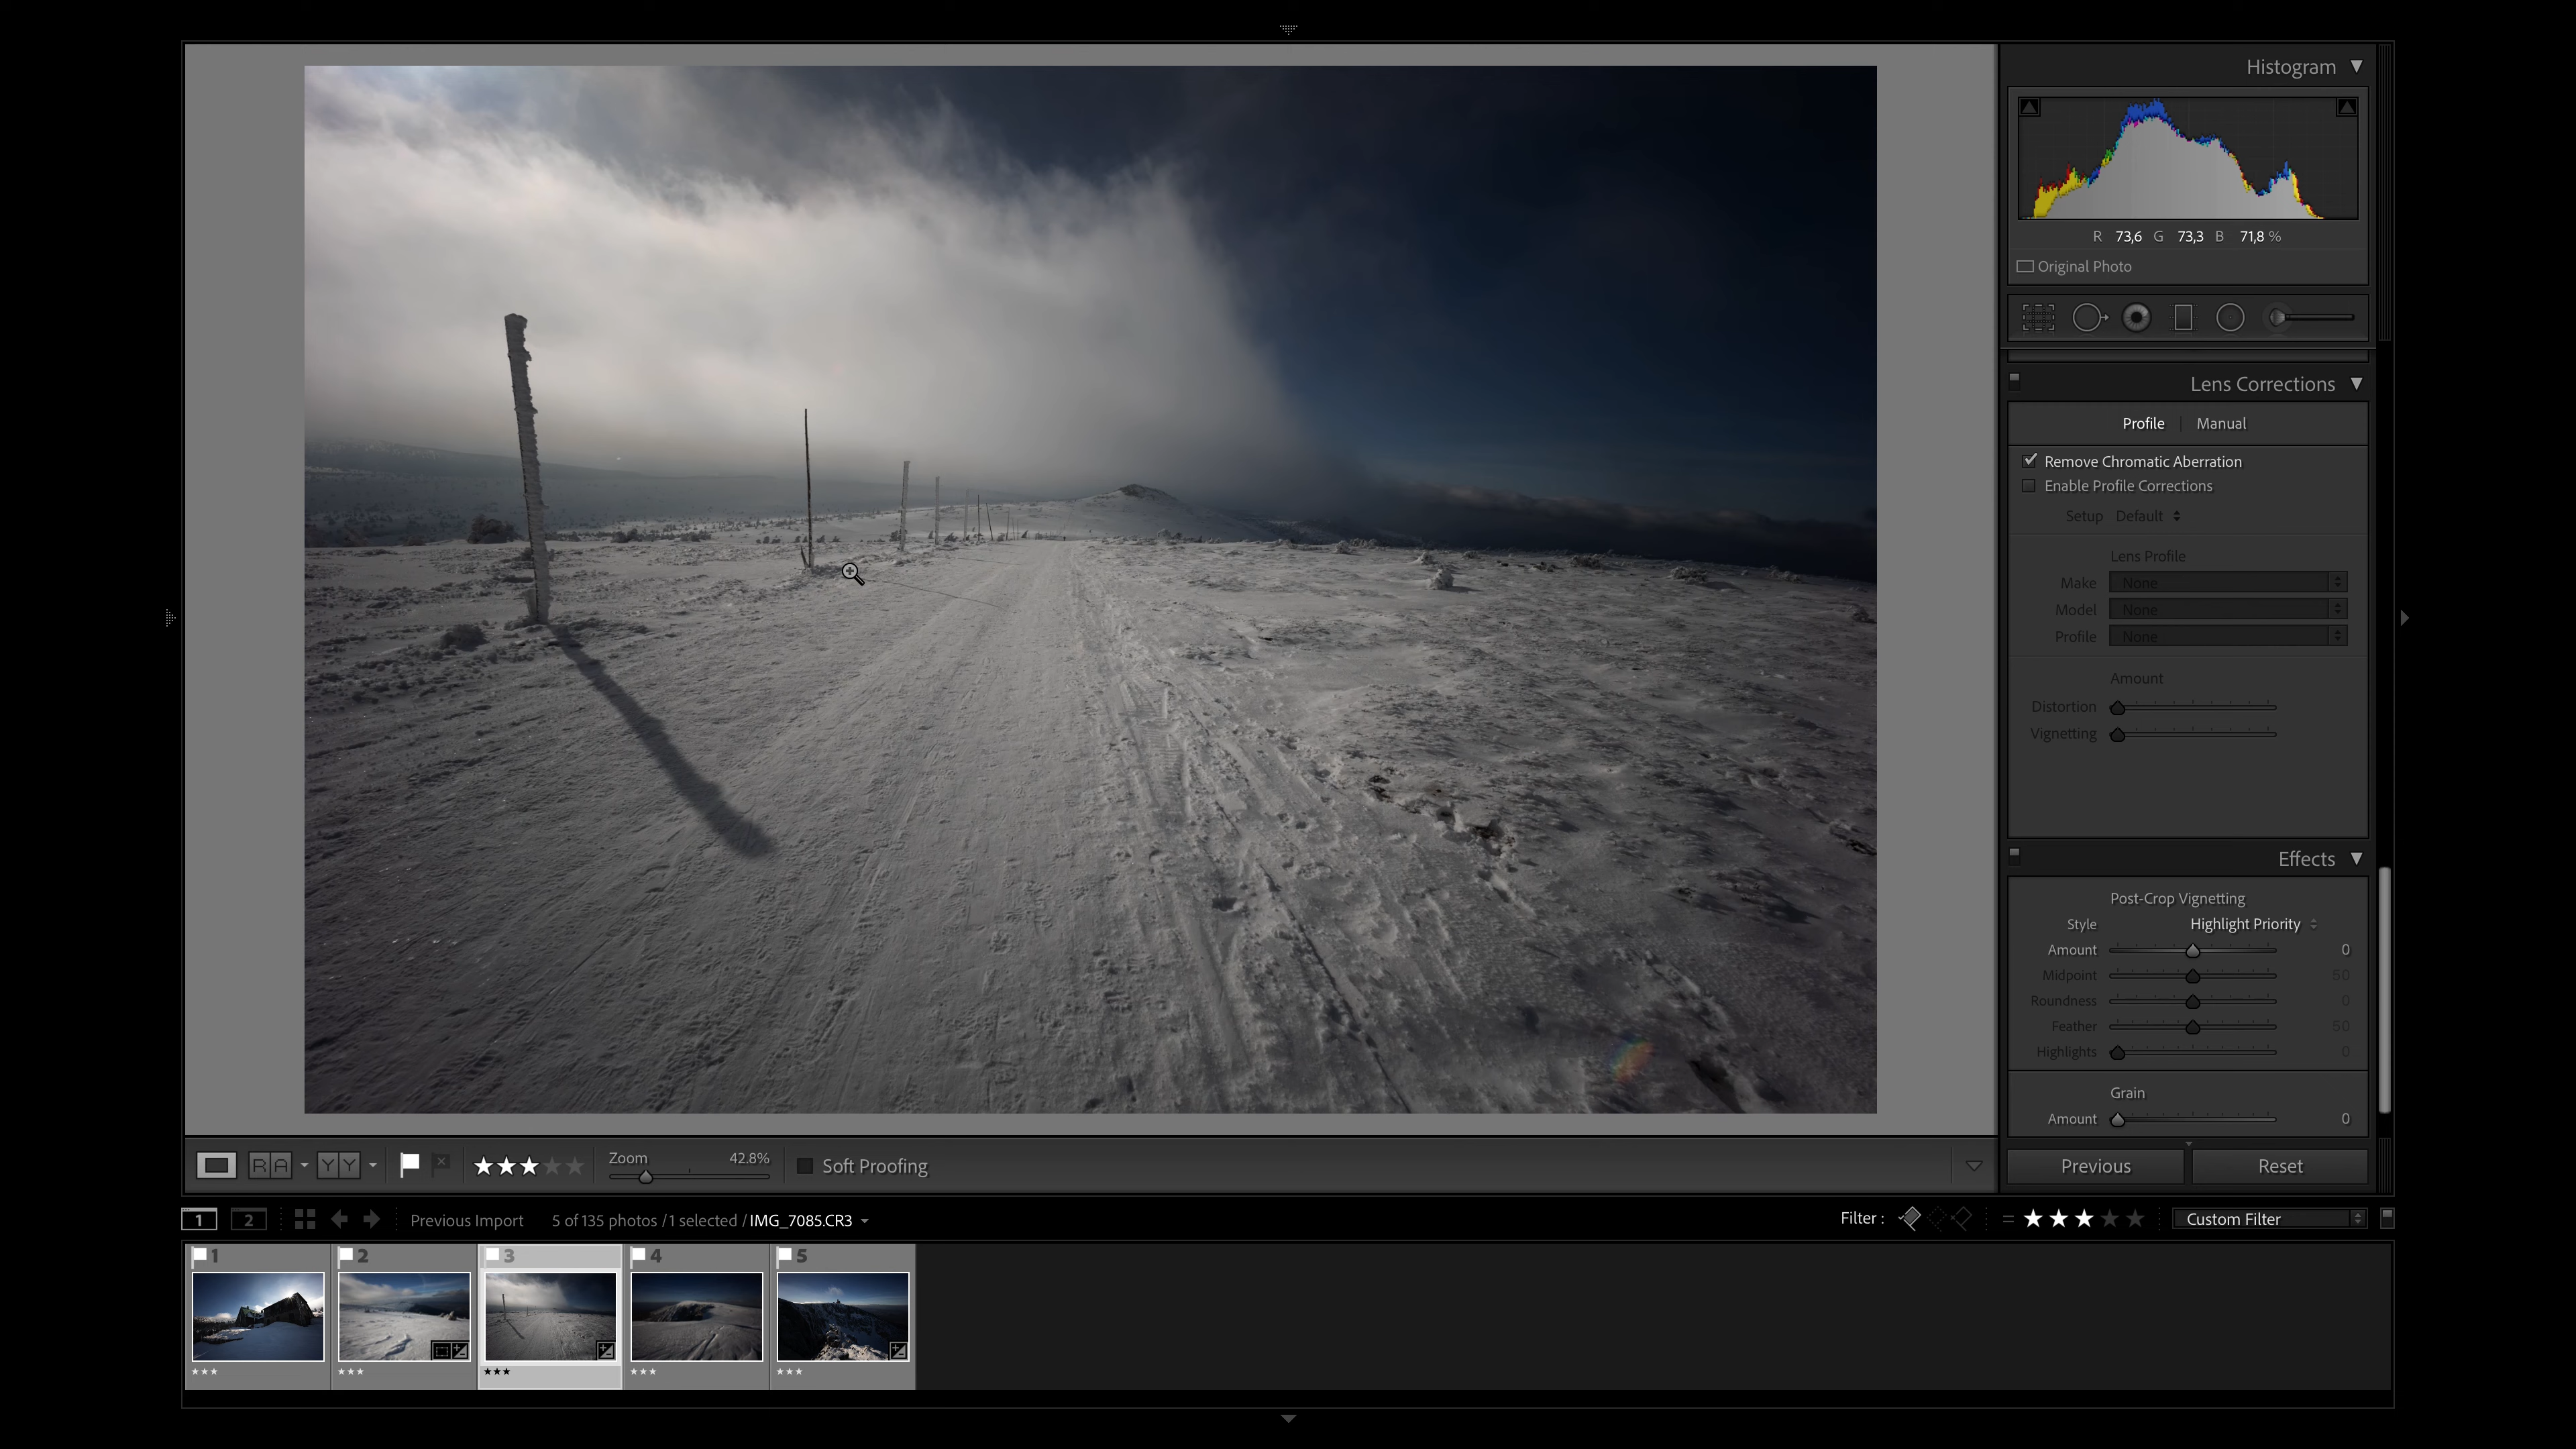 Histogram
R 73,6 G 73,3 B 71,8 %
Original Photo
Lens Corrections
Profile Manual
Remove Chromatic Aberration
Enable Profile Corrections
Setup Default
Lens Profile
Make None
Model None
Profile None
Amount
Distortion
Vignetting
Effects
Post-Crop Vignetting
Style Highlight Priority
Amount 0
Midpoint 50
Roundness 0
Feather 50
Highlights 0
Grain
Amount 0
R A Y Y Zoom 42.8% Soft Proofing
Previous Reset
1 2 Previous Import 5 of 135 photos / 1 selected / IMG_7085.CR3 Filter : Custom Filter
1 2 3 4 5